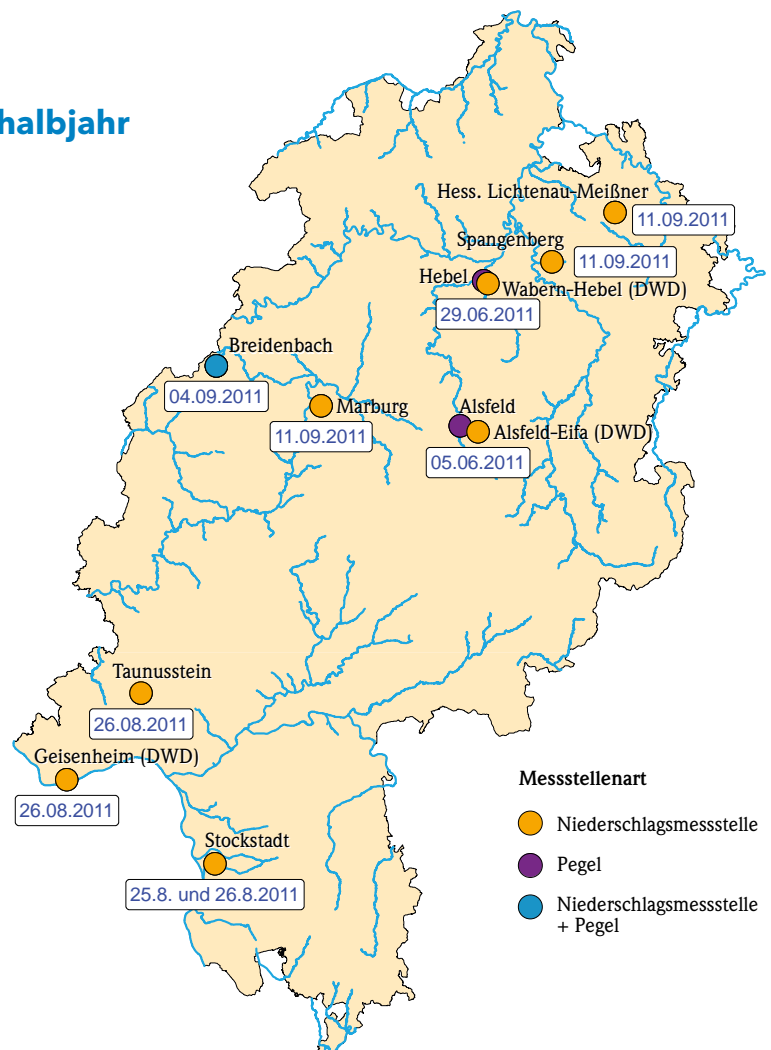 halbjahr
Hess. Lichtenau-Meißner
11.09.2011
Spangenberg
11.09.2011
Hebel
Wabern-Hebel (DWD)
29.06.2011
Breidenbach
04.09.2011
Marburg
11.09.2011
Alsfeld
Alsfeld-Eifa (DWD)
05.06.2011
Taunusstein
26.08.2011
Geisenheim (DWD)
26.08.2011
Stockstadt
25.8. und 26.8.2011
Messstellenart
Niederschlagsmessstelle
Pegel
Niederschlagsmessstelle
+ Pegel